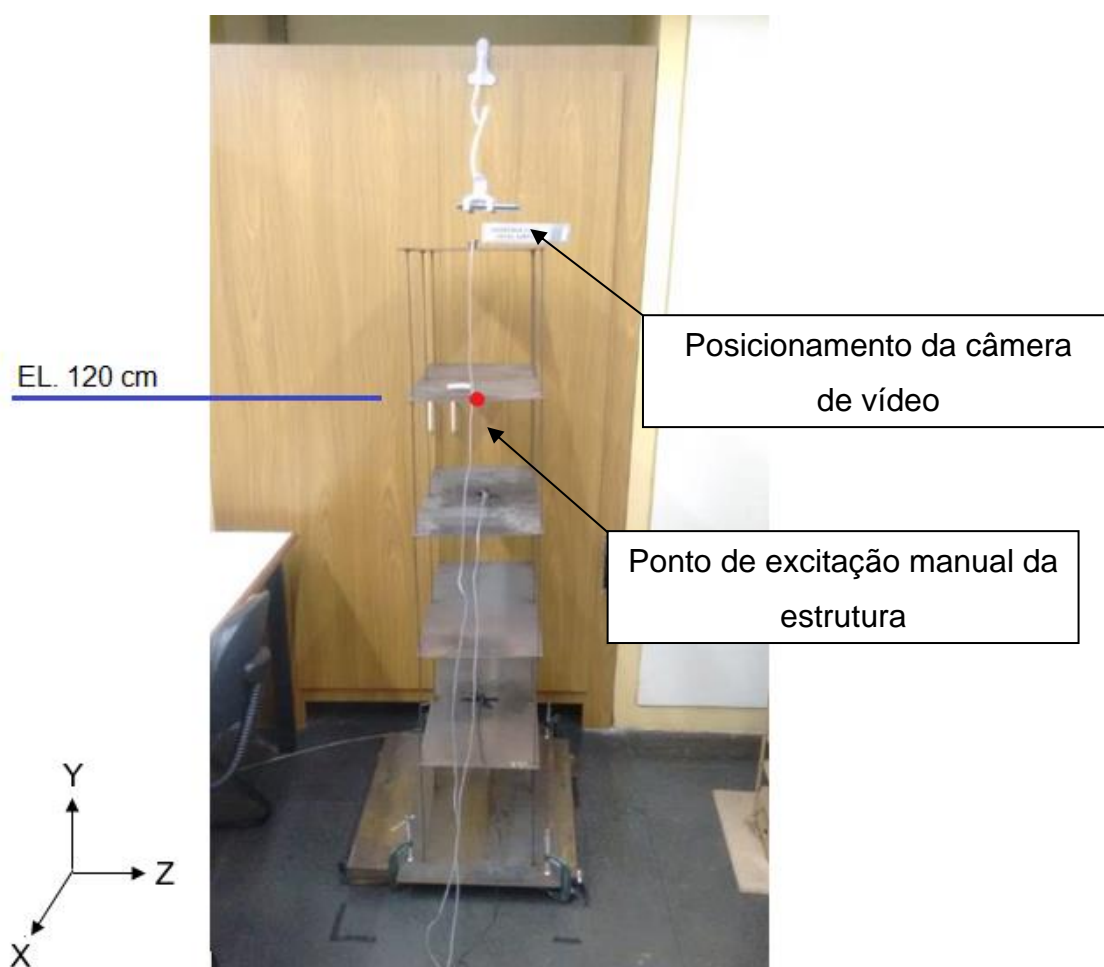 Posicionamento da câmera
de vídeo
EL. 120 cm
Ponto de excitação manual da
estrutura
Y
Z
X